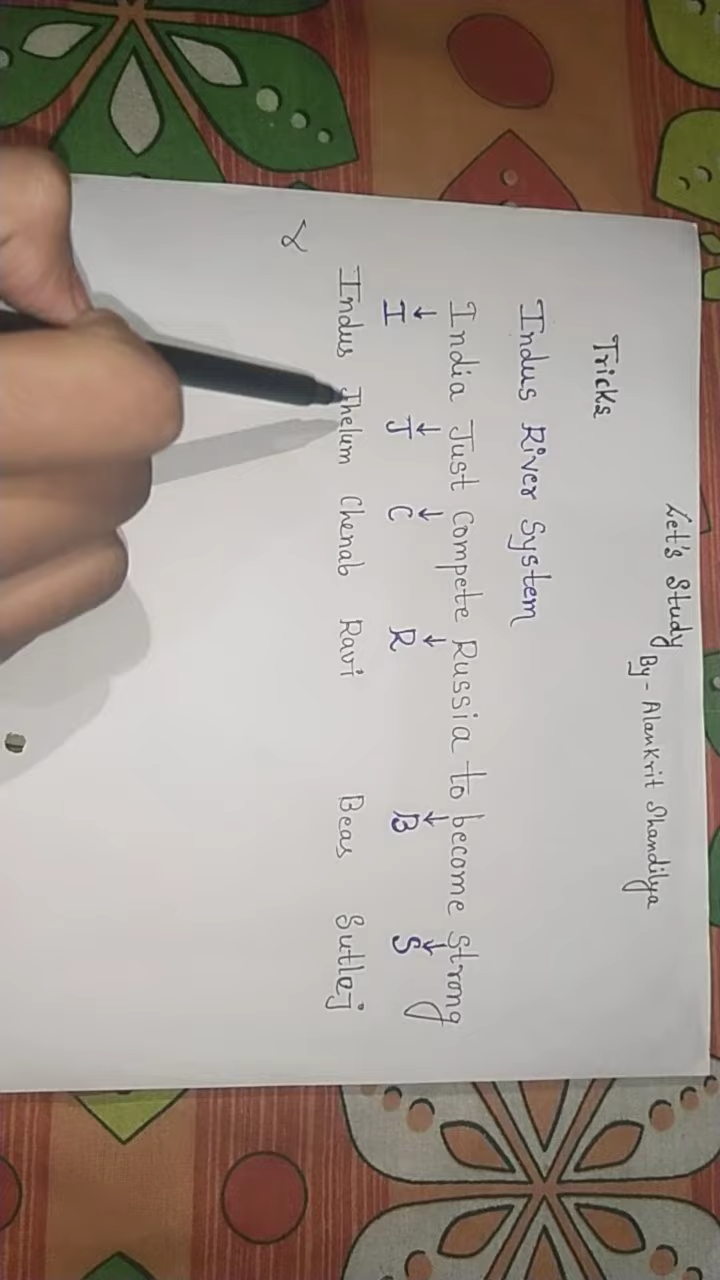 Let's Study
By - Alankrit Shandilya
Tricks
Indus River System
India Just Compete Russia to become strong
I J C R B S
Indus Jhelum Chenab Ravi Beas Sutlej